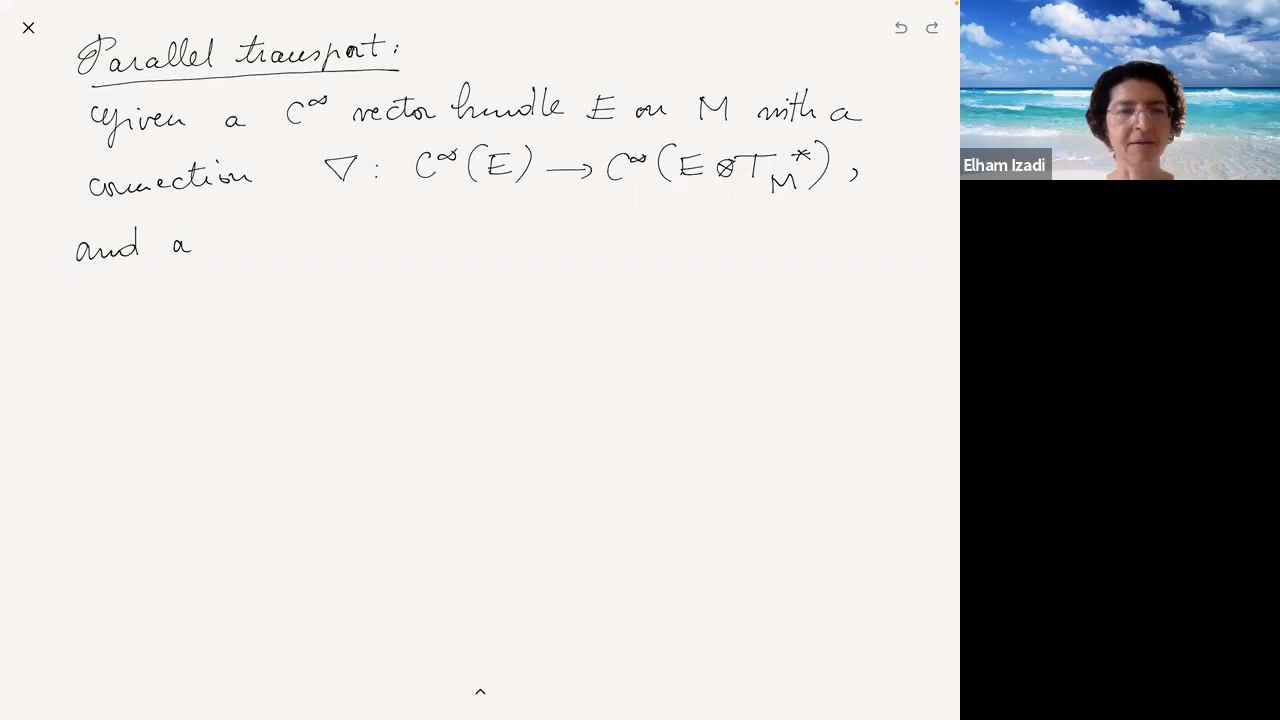 Parallel transport:
Given a C^∞ vector bundle E on M with a
connection ∇ : C^∞(E) ⟶ C^∞(E ⊗ T_M^*) ,
and a
Elham Izadi